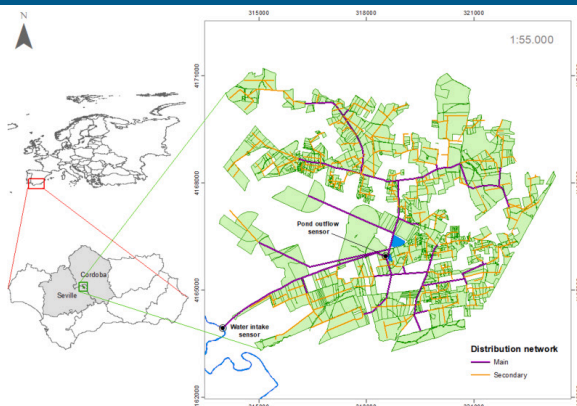 N
315000
318000
321000
1:55.000
4171000
4168000
Pond outflow
sensor
Cordoba
Seville
Water intake
sensor
Distribution network
Main
Secondary